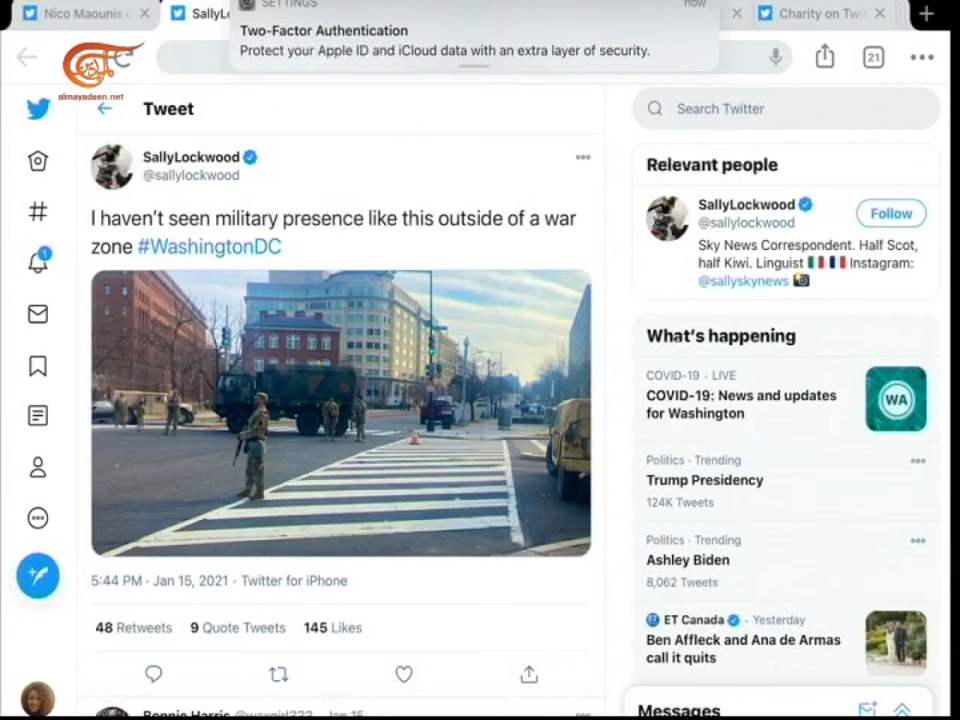 SETTINGS
now
Nico Maounis
Charity on
Two-Factor Authentication
Protect your Apple ID and iCloud data with an extra layer of security.
21
الميادين
almayadeen.net
Tweet
Search Twitter
SallyLockwood
@sallylockwood
I haven't seen military presence like this outside of a war
zone #WashingtonDC
5:44 PM · Jan 15, 2021 · Twitter for iPhone
48 Retweets 9 Quote Tweets 145 Likes
Bonnie Harris
1
Relevant people
SallyLockwood
@sallylockwood
Follow
Sky News Correspondent. Half Scot,
half Kiwi. Linguist 🇮🇹 🇫🇷 Instagram:
@sallyskynews 📸
What's happening
COVID-19 · LIVE
COVID-19: News and updates
for Washington
WA
Politics · Trending
Trump Presidency
124K Tweets
Politics · Trending
Ashley Biden
8,062 Tweets
ET Canada · Yesterday
Ben Affleck and Ana de Armas
call it quits
Messages